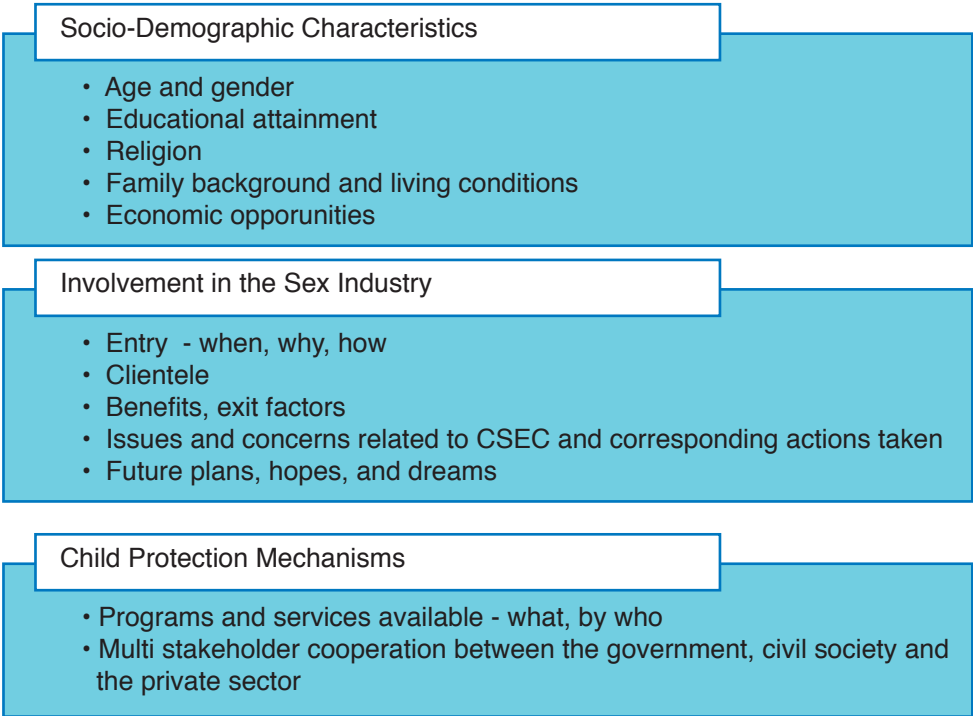 Socio-Demographic Characteristics
• Age and gender
• Educational attainment
• Religion
• Family background and living conditions
• Economic opporunities
Involvement in the Sex Industry
• Entry - when, why, how
• Clientele
• Benefits, exit factors
• Issues and concerns related to CSEC and corresponding actions taken
• Future plans, hopes, and dreams
Child Protection Mechanisms
• Programs and services available - what, by who
• Multi stakeholder cooperation between the government, civil society and
the private sector